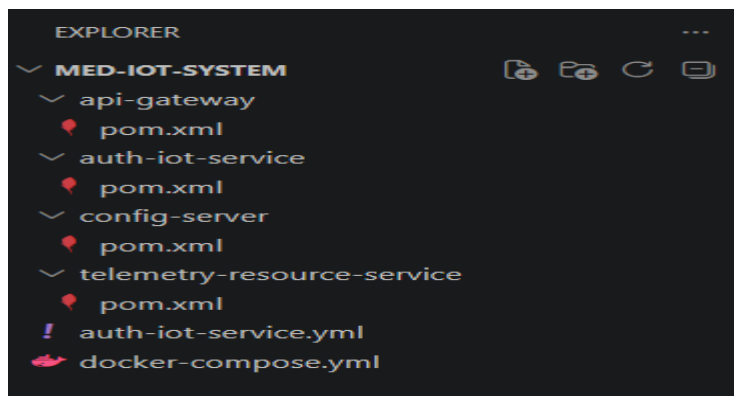 EXPLORER
MED-IOT-SYSTEM
api-gateway
pom.xml
auth-iot-service
pom.xml
config-server
pom.xml
telemetry-resource-service
pom.xml
! auth-iot-service.yml
docker-compose.yml